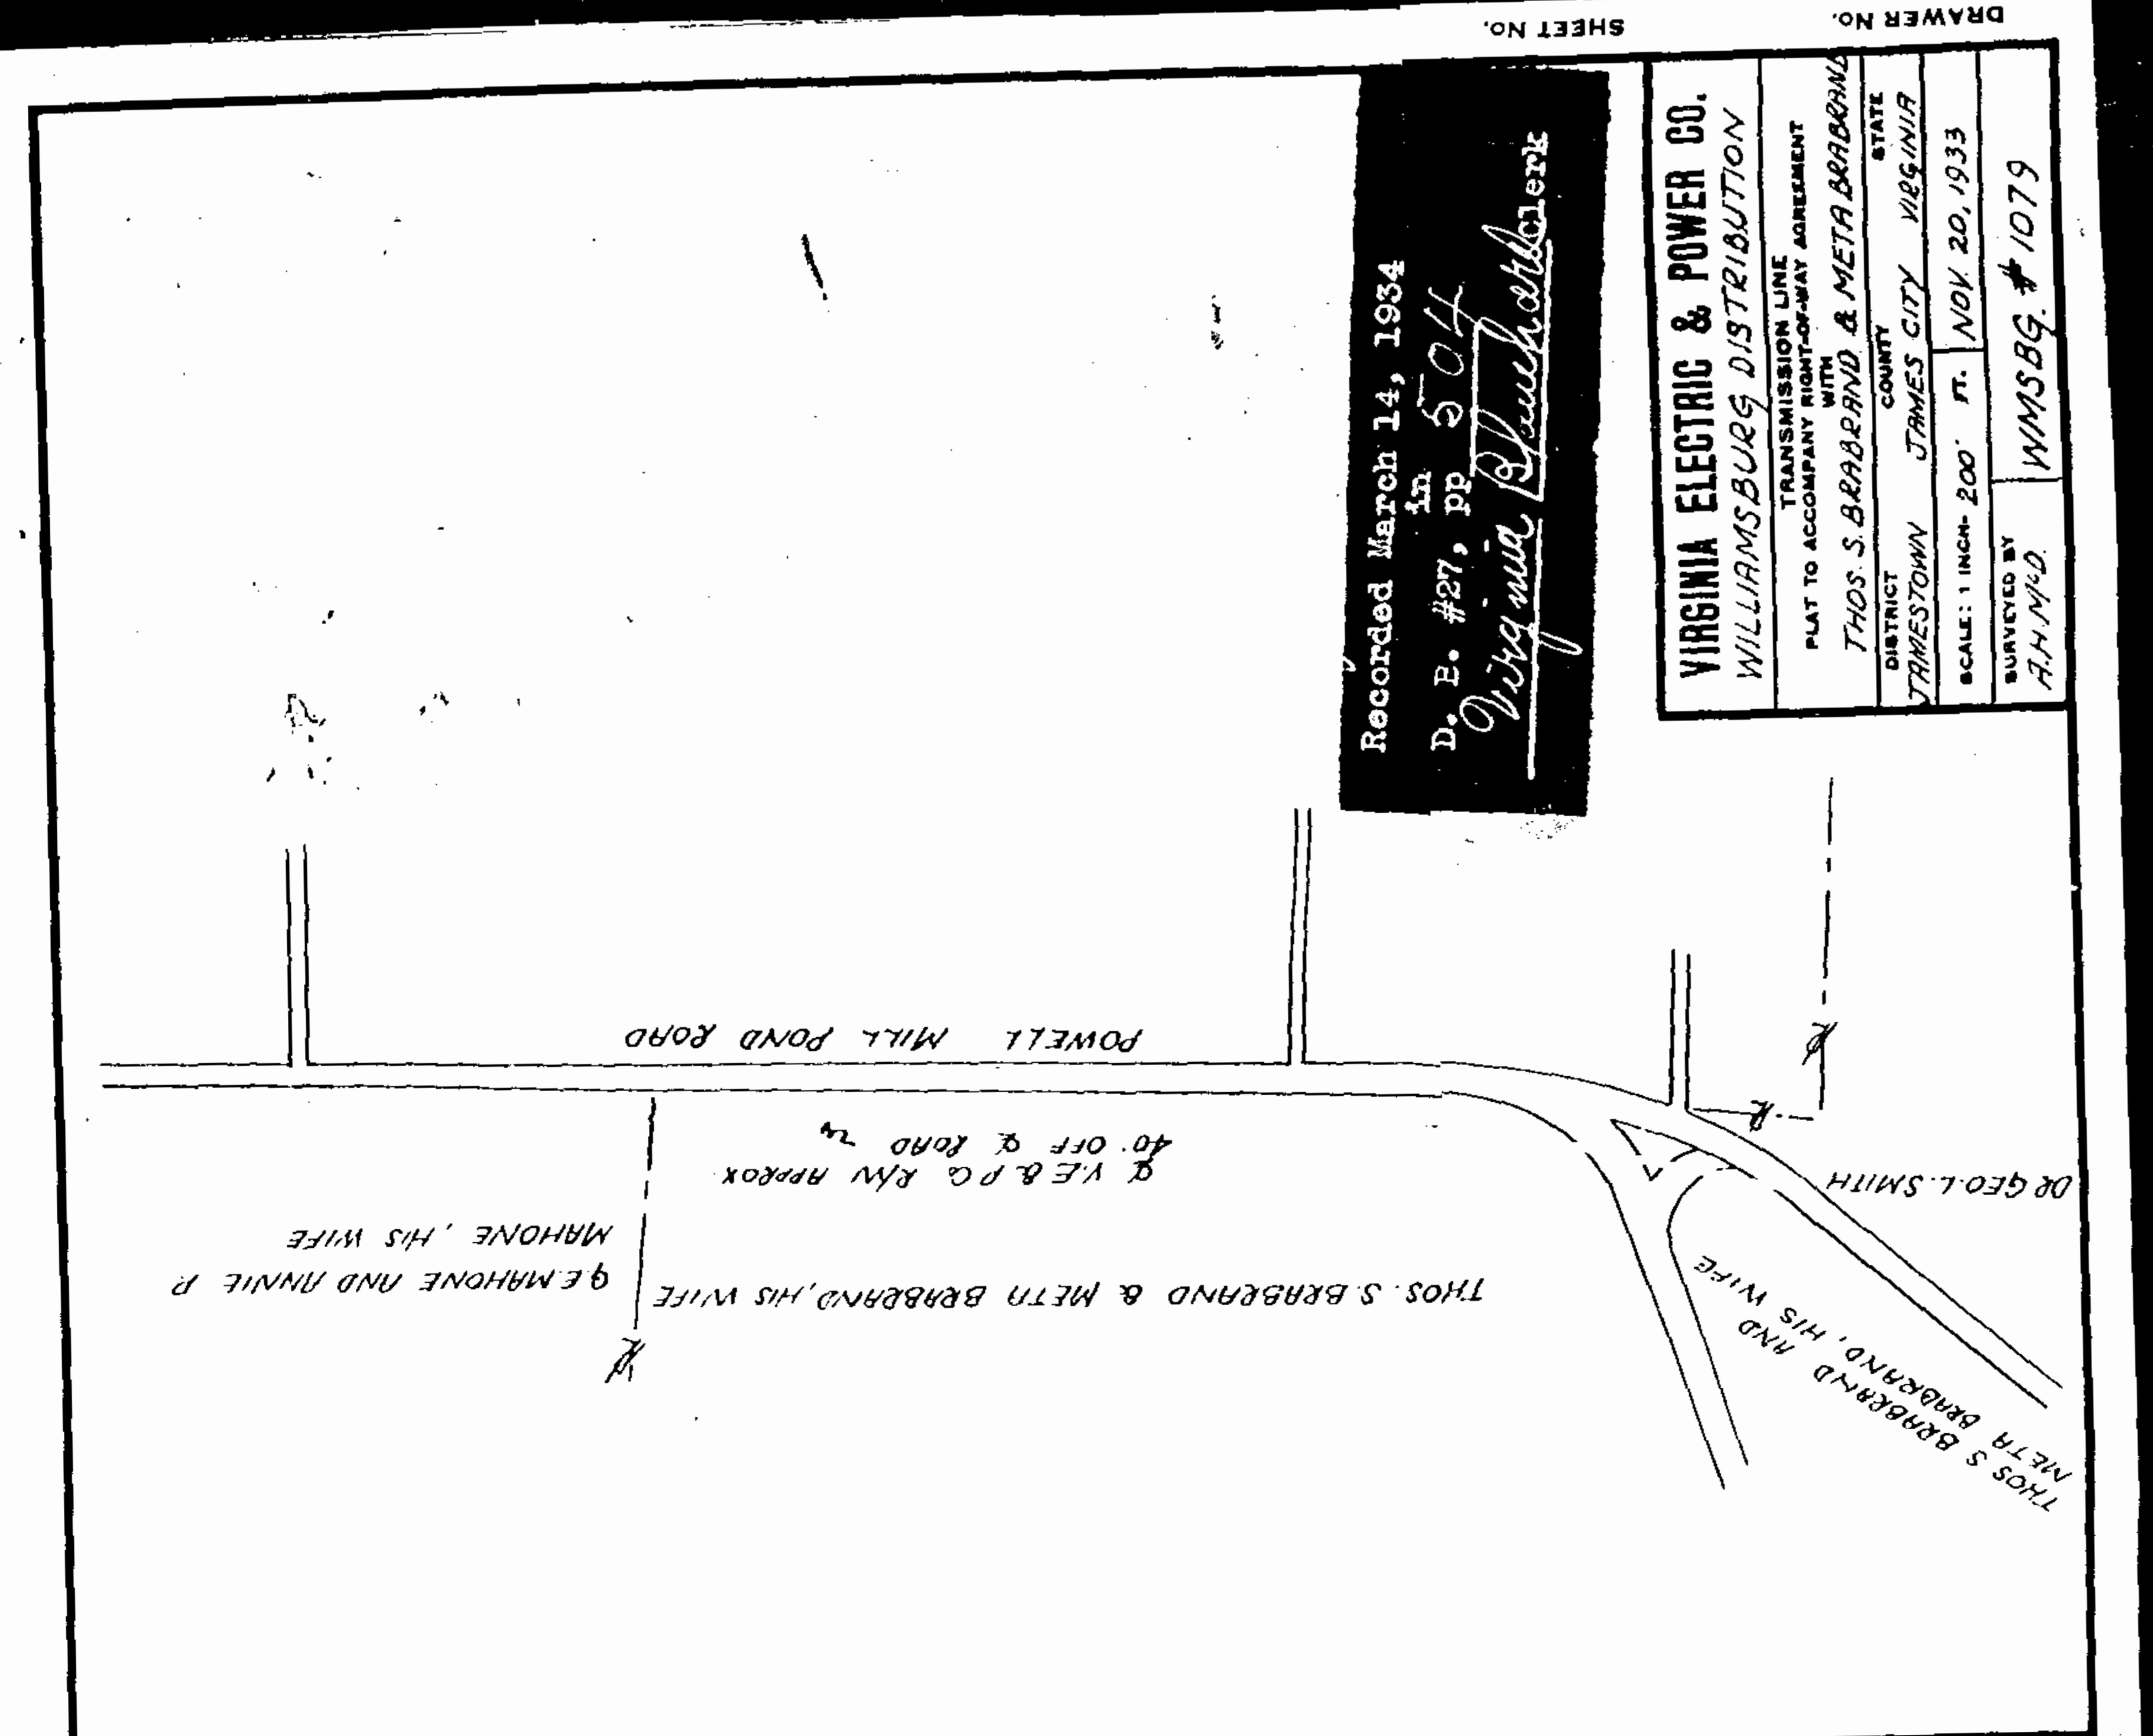 DRAWER No.
SHEET No.
VIRGINIA ELECTRIC & POWER CO.
WILLIAMSBURG DISTRIBUTION
TRANSMISSION LINE
PLAT TO ACCOMPANY RIGHT-OF-WAY AGREEMENT
WITH
THOS. S. BRABRAND & META BRABRAND
DISTRICT COUNTY STATE
JAMESTOWN JAMES CITY VIRGINIA
SCALE: 1 INCH- 200' FT. NOV. 20, 1933
SURVEYED BY
A.H.McD. WMSBG. #1079
Recorded March 14, 1934
in
D. B. #27, pp 504
Virginia Blanchard Clerk
POWELL MILL POND ROAD
℄ V.E & P Co R/W APPROX
40' OFF ℄ ROAD
G.E. MAHONE AND ANNIE P
MAHONE, HIS WIFE
THOS. S. BRABRAND & META BRABRAND, HIS WIFE
DR GEO. L. SMITH
THOS S BRABRAND AND
META BRABRAND, HIS WIFE